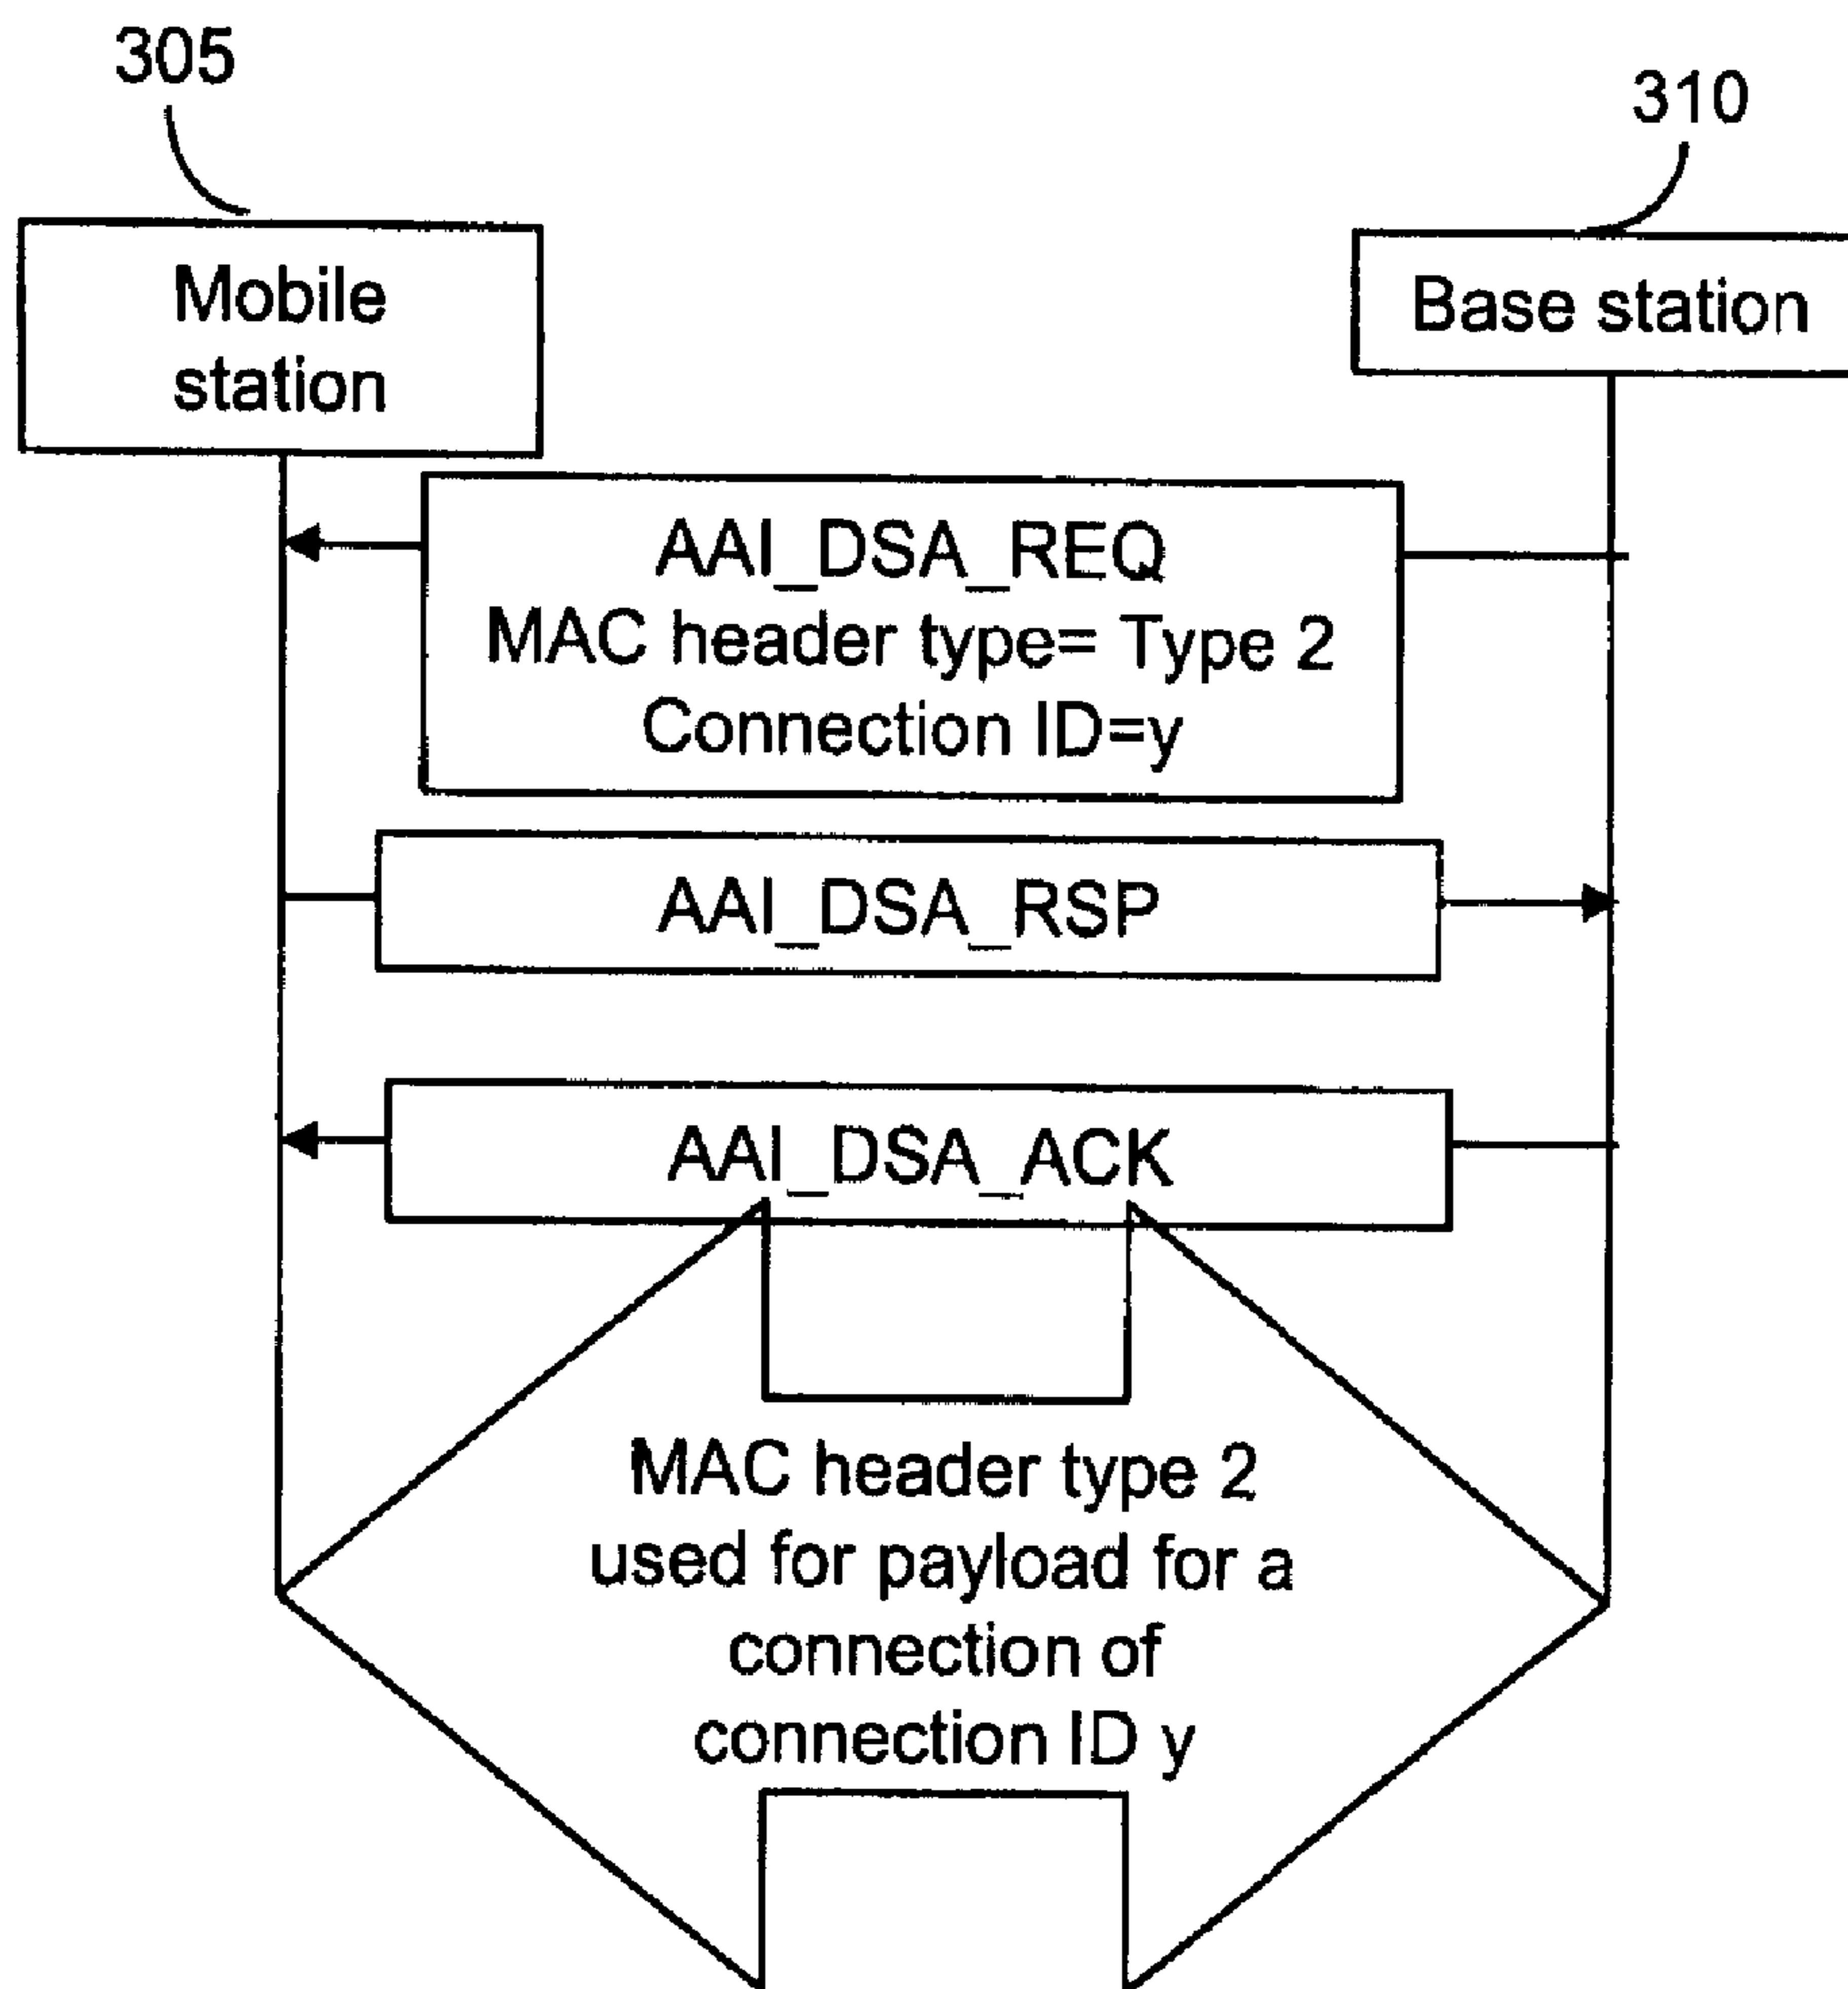 305
310
Mobile
station
Base station
AAI_DSA_REQ
MAC header type= Type 2
Connection ID=y
AAI_DSA_RSP
AAI_DSA_ACK
MAC header type 2
used for payload for a
connection of
connection ID y